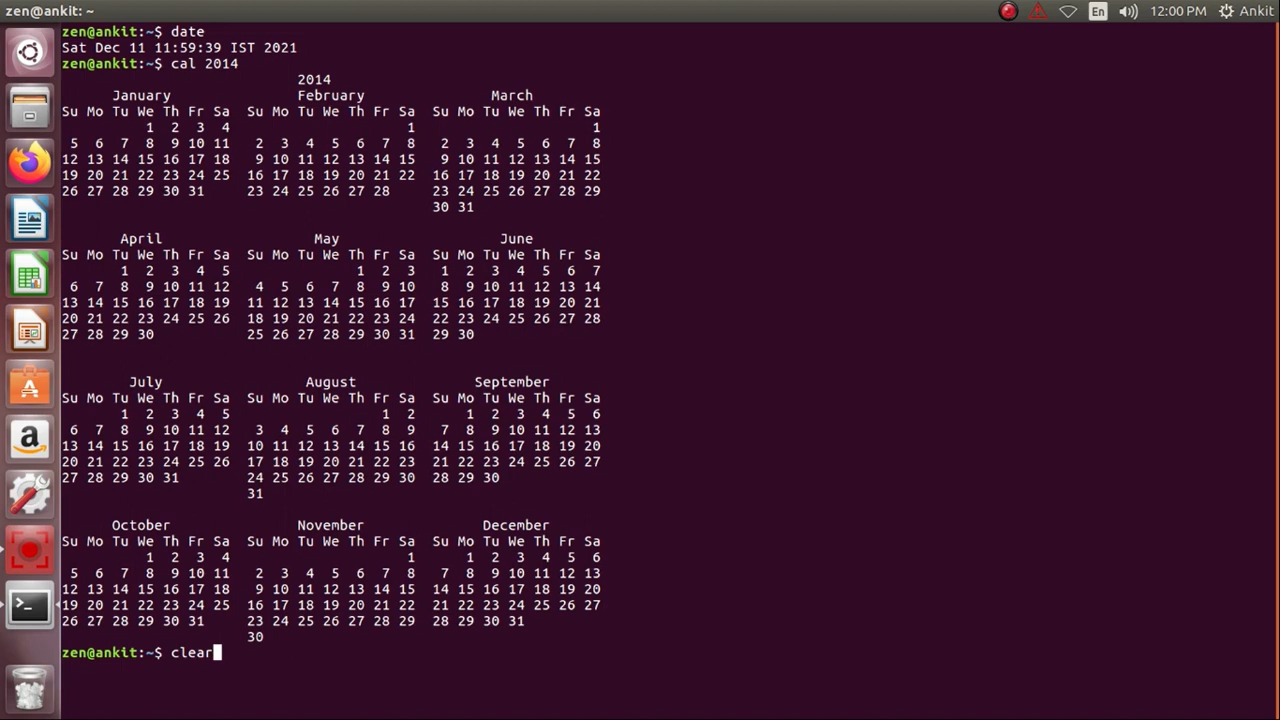 zen@ankit: ~ En 12:00 PM Ankit
zen@ankit:~$ date
Sat Dec 11 11:59:39 IST 2021
zen@ankit:~$ cal 2014
                            2014
      January               February               March
Su Mo Tu We Th Fr Sa  Su Mo Tu We Th Fr Sa  Su Mo Tu We Th Fr Sa
          1  2  3  4                     1                     1
 5  6  7  8  9 10 11   2  3  4  5  6  7  8   2  3  4  5  6  7  8
12 13 14 15 16 17 18   9 10 11 12 13 14 15   9 10 11 12 13 14 15
19 20 21 22 23 24 25  16 17 18 19 20 21 22  16 17 18 19 20 21 22
26 27 28 29 30 31     23 24 25 26 27 28     23 24 25 26 27 28 29
                                            30 31
       April                  May                   June
Su Mo Tu We Th Fr Sa  Su Mo Tu We Th Fr Sa  Su Mo Tu We Th Fr Sa
       1  2  3  4  5               1  2  3   1  2  3  4  5  6  7
 6  7  8  9 10 11 12   4  5  6  7  8  9 10   8  9 10 11 12 13 14
13 14 15 16 17 18 19  11 12 13 14 15 16 17  15 16 17 18 19 20 21
20 21 22 23 24 25 26  18 19 20 21 22 23 24  22 23 24 25 26 27 28
27 28 29 30           25 26 27 28 29 30 31  29 30
        July                 August              September
Su Mo Tu We Th Fr Sa  Su Mo Tu We Th Fr Sa  Su Mo Tu We Th Fr Sa
       1  2  3  4  5                  1  2      1  2  3  4  5  6
 6  7  8  9 10 11 12   3  4  5  6  7  8  9   7  8  9 10 11 12 13
13 14 15 16 17 18 19  10 11 12 13 14 15 16  14 15 16 17 18 19 20
20 21 22 23 24 25 26  17 18 19 20 21 22 23  21 22 23 24 25 26 27
27 28 29 30 31        24 25 26 27 28 29 30  28 29 30
                      31
      October               November              December
Su Mo Tu We Th Fr Sa  Su Mo Tu We Th Fr Sa  Su Mo Tu We Th Fr Sa
          1  2  3  4                     1      1  2  3  4  5  6
 5  6  7  8  9 10 11   2  3  4  5  6  7  8   7  8  9 10 11 12 13
12 13 14 15 16 17 18   9 10 11 12 13 14 15  14 15 16 17 18 19 20
19 20 21 22 23 24 25  16 17 18 19 20 21 22  21 22 23 24 25 26 27
26 27 28 29 30 31     23 24 25 26 27 28 29  28 29 30 31
                      30
zen@ankit:~$ clear